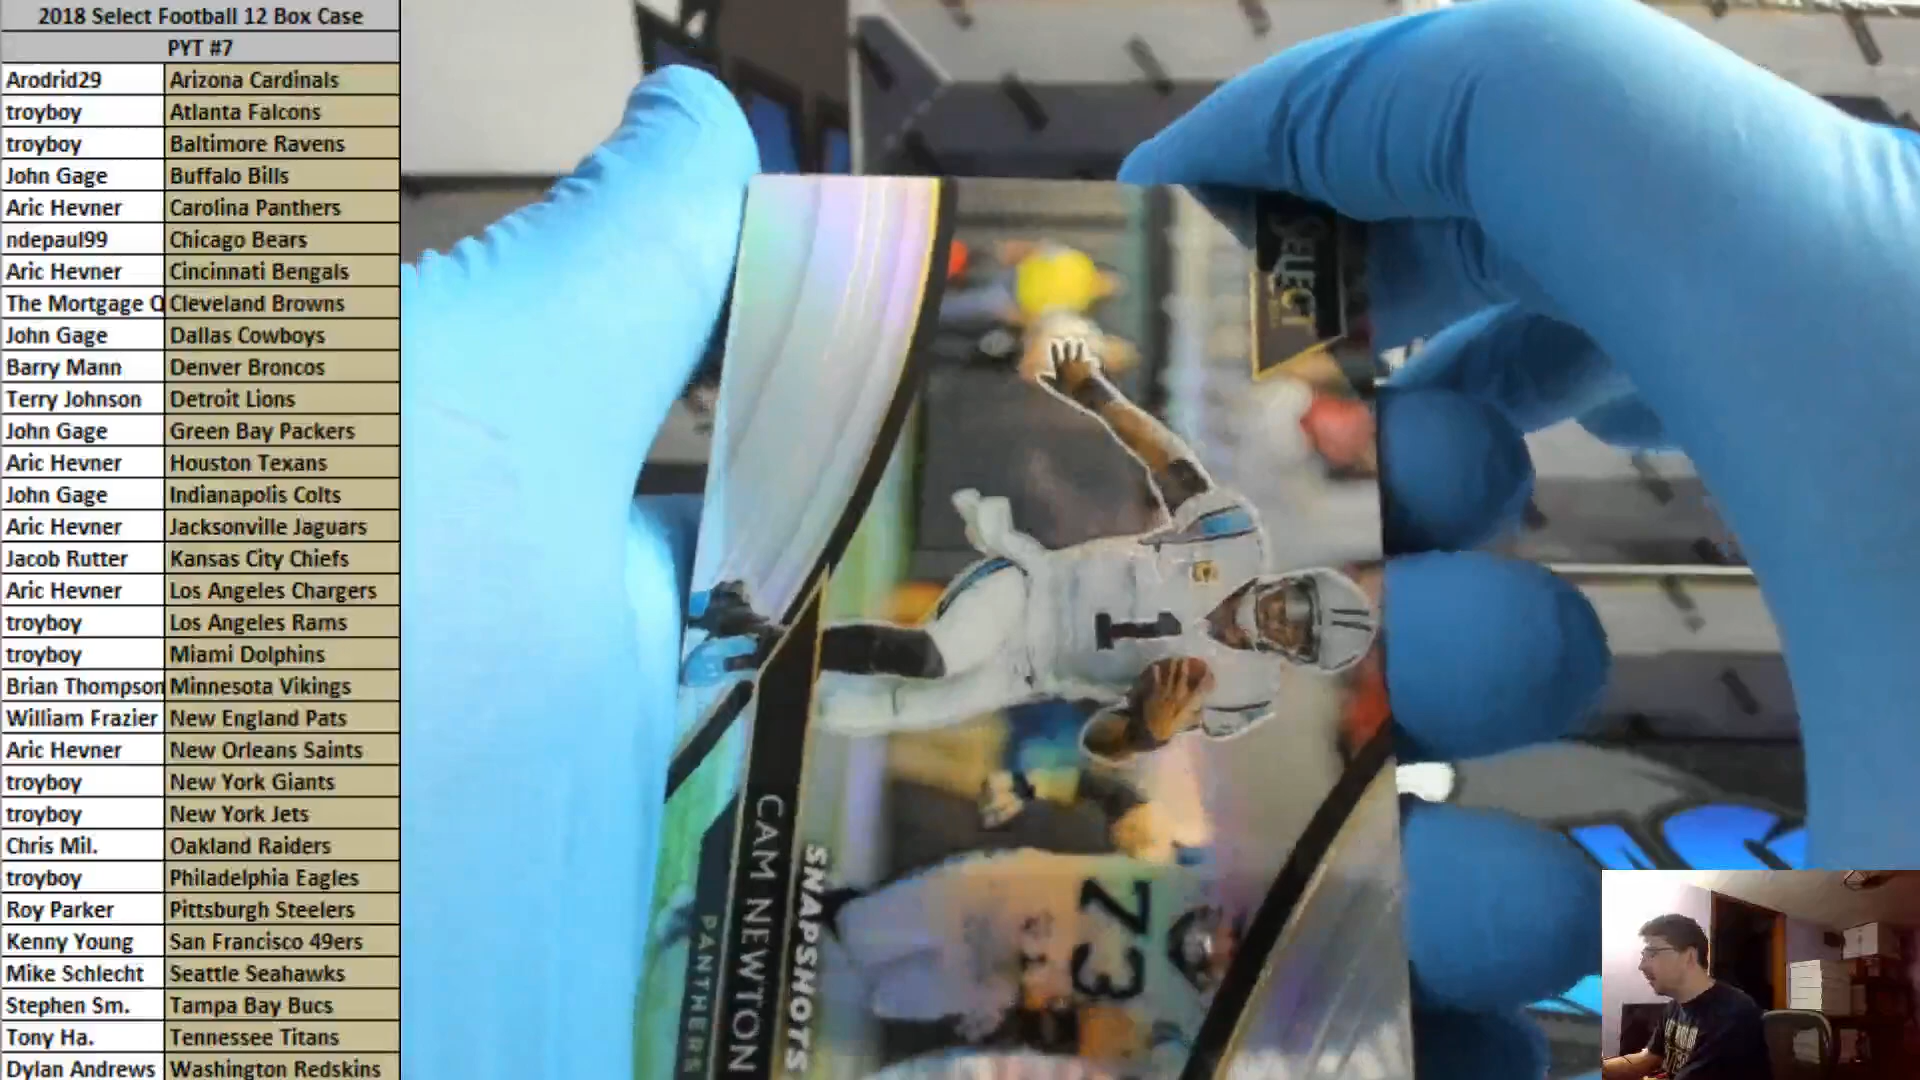 2018 Select Football 12 Box Case
PYT #7
Arodrid29 Arizona Cardinals
troyboy Atlanta Falcons
troyboy Baltimore Ravens
John Gage Buffalo Bills
Aric Hevner Carolina Panthers
ndepaul99 Chicago Bears
Aric Hevner Cincinnati Bengals
The Mortgage Cleveland Browns
John Gage Dallas Cowboys
Barry Mann Denver Broncos
Terry Johnson Detroit Lions
John Gage Green Bay Packers
Aric Hevner Houston Texans
John Gage Indianapolis Colts
Aric Hevner Jacksonville Jaguars
Jacob Rutter Kansas City Chiefs
Aric Hevner Los Angeles Chargers
troyboy Los Angeles Rams
troyboy Miami Dolphins
Brian Thompson Minnesota Vikings
William Frazier New England Pats
Aric Hevner New Orleans Saints
troyboy New York Giants
troyboy New York Jets
Chris Mil. Oakland Raiders
troyboy Philadelphia Eagles
Roy Parker Pittsburgh Steelers
Kenny Young San Francisco 49ers
Mike Schlecht Seattle Seahawks
Stephen Sm. Tampa Bay Bucs
Tony Ha. Tennessee Titans
Dylan Andrews Washington Redskins
SELECT
1
73
SNAPSHOTS
CAM NEWTON
PANTHERS